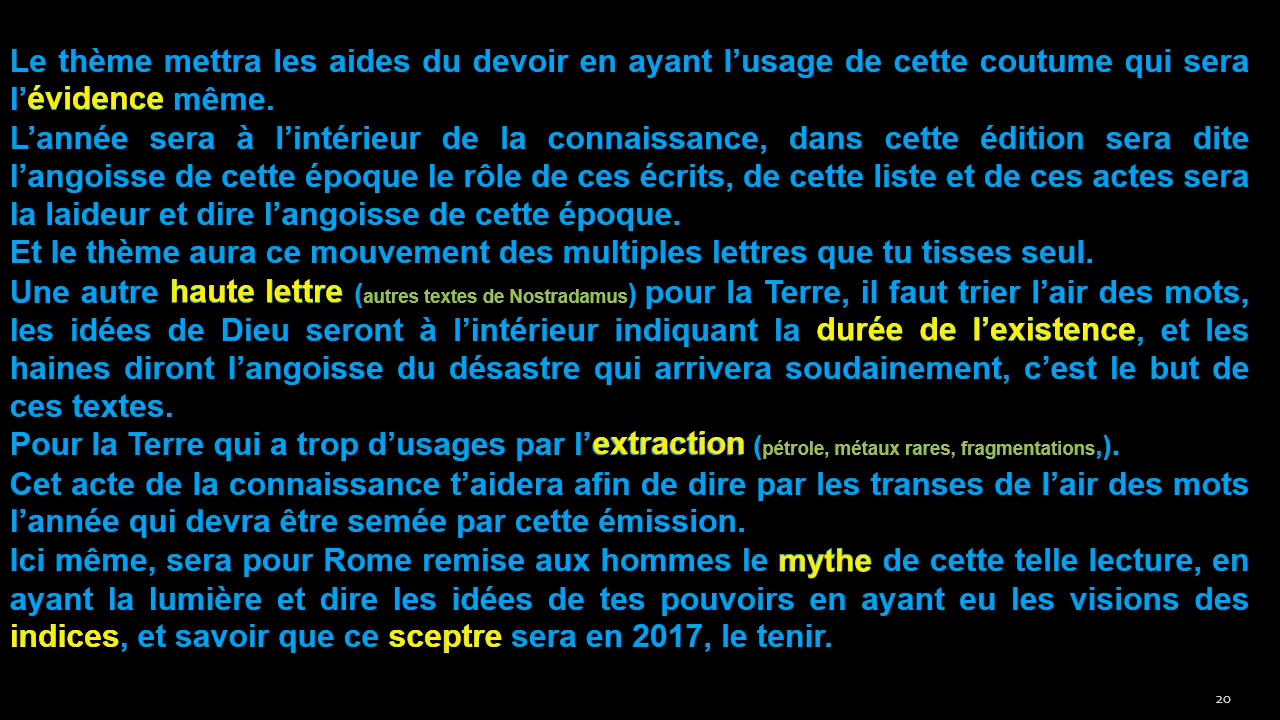 Le thème mettra les aides du devoir en ayant l’usage de cette coutume qui sera
l’évidence même.
L’année sera à l’intérieur de la connaissance, dans cette édition sera dite
l’angoisse de cette époque le rôle de ces écrits, de cette liste et de ces actes sera
la laideur et dire l’angoisse de cette époque.
Et le thème aura ce mouvement des multiples lettres que tu tisses seul.
Une autre haute lettre (autres textes de Nostradamus) pour la Terre, il faut trier l’air des mots,
les idées de Dieu seront à l’intérieur indiquant la durée de l’existence, et les
haines diront l’angoisse du désastre qui arrivera soudainement, c’est le but de
ces textes.
Pour la Terre qui a trop d’usages par l’extraction (pétrole, métaux rares, fragmentations,).
Cet acte de la connaissance t’aidera afin de dire par les transes de l’air des mots
l’année qui devra être semée par cette émission.
Ici même, sera pour Rome remise aux hommes le mythe de cette telle lecture, en
ayant la lumière et dire les idées de tes pouvoirs en ayant eu les visions des
indices, et savoir que ce sceptre sera en 2017, le tenir.
20